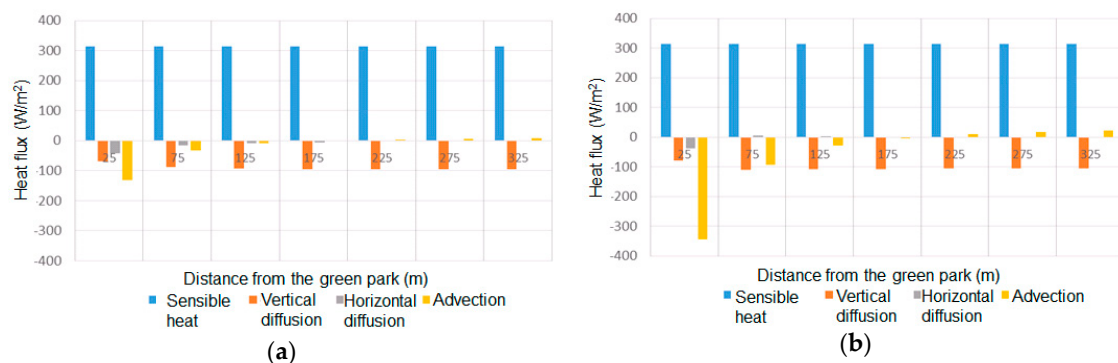 400
300
200
100
0
-100
-200
-300
-400
Heat flux (W/m²)
25 75 125 175 225 275 325
Distance from the green park (m)
Sensible heat
Vertical diffusion
Horizontal diffusion
Advection
(a)
400
300
200
100
0
-100
-200
-300
-400
Heat flux (W/m²)
25 75 125 175 225 275 325
Distance from the green park (m)
Sensible heat
Vertical diffusion
Horizontal diffusion
Advection
(b)